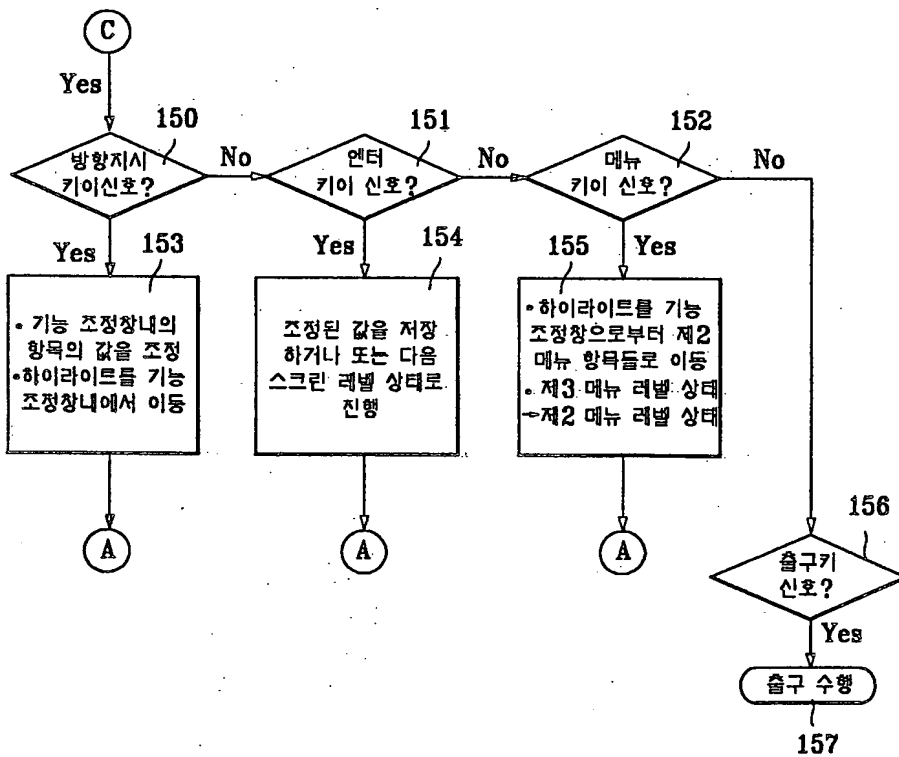 C
Yes
150
방향지시
키이신호?
No
151
엔터
키이 신호?
No
152
메뉴
키이 신호?
No
Yes
153
• 기능 조정창내의
항목의 값을 조정
• 하이라이트를 기능
조정창내에서 이동
A
Yes
154
조정된 값을 저장
하거나 또는 다음
스크린 레벨 상태로
진행
A
Yes
155
• 하이라이트를 기능
조정창으로부터 제2
메뉴 항목들로 이동
• 제3 메뉴 레벨 상태
→제2 메뉴 레벨 상태
A
156
출구키
신호?
Yes
출구 수행
157